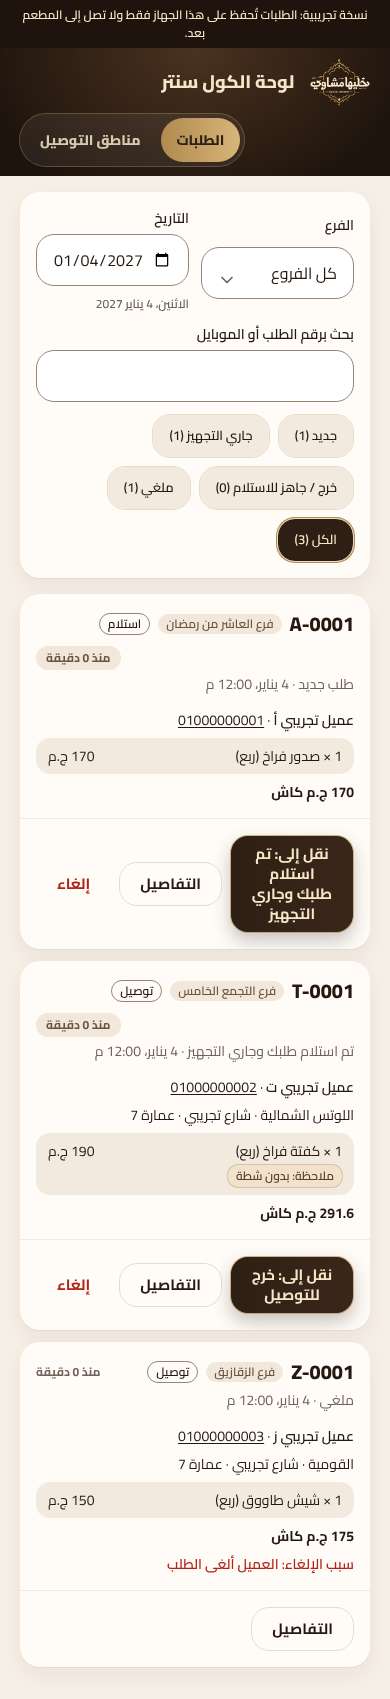 نسخة تجريبية: الطلبات تُحفظ على هذا الجهاز فقط ولا تصل إلى المطعم
بعد.
خليها مشاوي
لوحة الكول سنتر
الطلبات
مناطق التوصيل
الفرع
كل الفروع
التاريخ
01/04/2027
الاثنين، 4 يناير 2027
بحث برقم الطلب أو الموبايل
جديد (1)
جاري التجهيز (1)
خرج / جاهز للاستلام (0)
ملغي (1)
الكل (3)
A-0001 فرع العاشر من رمضان استلام
منذ 0 دقيقة
طلب جديد · 4 يناير، 12:00 م
عميل تجريبي أ · 01000000001
1 × صدور فراخ (ربع) 170 ج.م
170 ج.م كاش
نقل إلى: تم
استلام
طلبك وجاري
التجهيز
التفاصيل
إلغاء
T-0001 فرع التجمع الخامس توصيل
منذ 0 دقيقة
تم استلام طلبك وجاري التجهيز · 4 يناير، 12:00 م
عميل تجريبي ت · 01000000002
اللوتس الشمالية · شارع تجريبي · عمارة 7
1 × كفتة فراخ (ربع) 190 ج.م
ملاحظة: بدون شطة
291.6 ج.م كاش
نقل إلى: خرج
للتوصيل
التفاصيل
إلغاء
Z-0001 فرع الزقازيق توصيل منذ 0 دقيقة
ملغي · 4 يناير، 12:00 م
عميل تجريبي ز · 01000000003
القومية · شارع تجريبي · عمارة 7
1 × شيش طاووق (ربع) 150 ج.م
175 ج.م كاش
سبب الإلغاء: العميل ألغى الطلب
التفاصيل